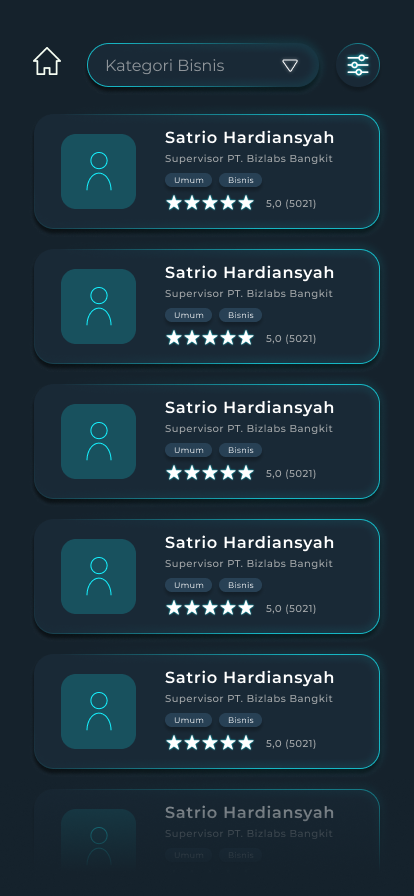 Kategori Bisnis
Satrio Hardiansyah
Supervisor PT. Bizlabs Bangkit
Umum Bisnis
5,0 (5021)
Satrio Hardiansyah
Supervisor PT. Bizlabs Bangkit
Umum Bisnis
5,0 (5021)
Satrio Hardiansyah
Supervisor PT. Bizlabs Bangkit
Umum Bisnis
5,0 (5021)
Satrio Hardiansyah
Supervisor PT. Bizlabs Bangkit
Umum Bisnis
5,0 (5021)
Satrio Hardiansyah
Supervisor PT. Bizlabs Bangkit
Umum Bisnis
5,0 (5021)
Satrio Hardiansyah
Supervisor PT. Bizlabs Bangkit
Umum Bisnis